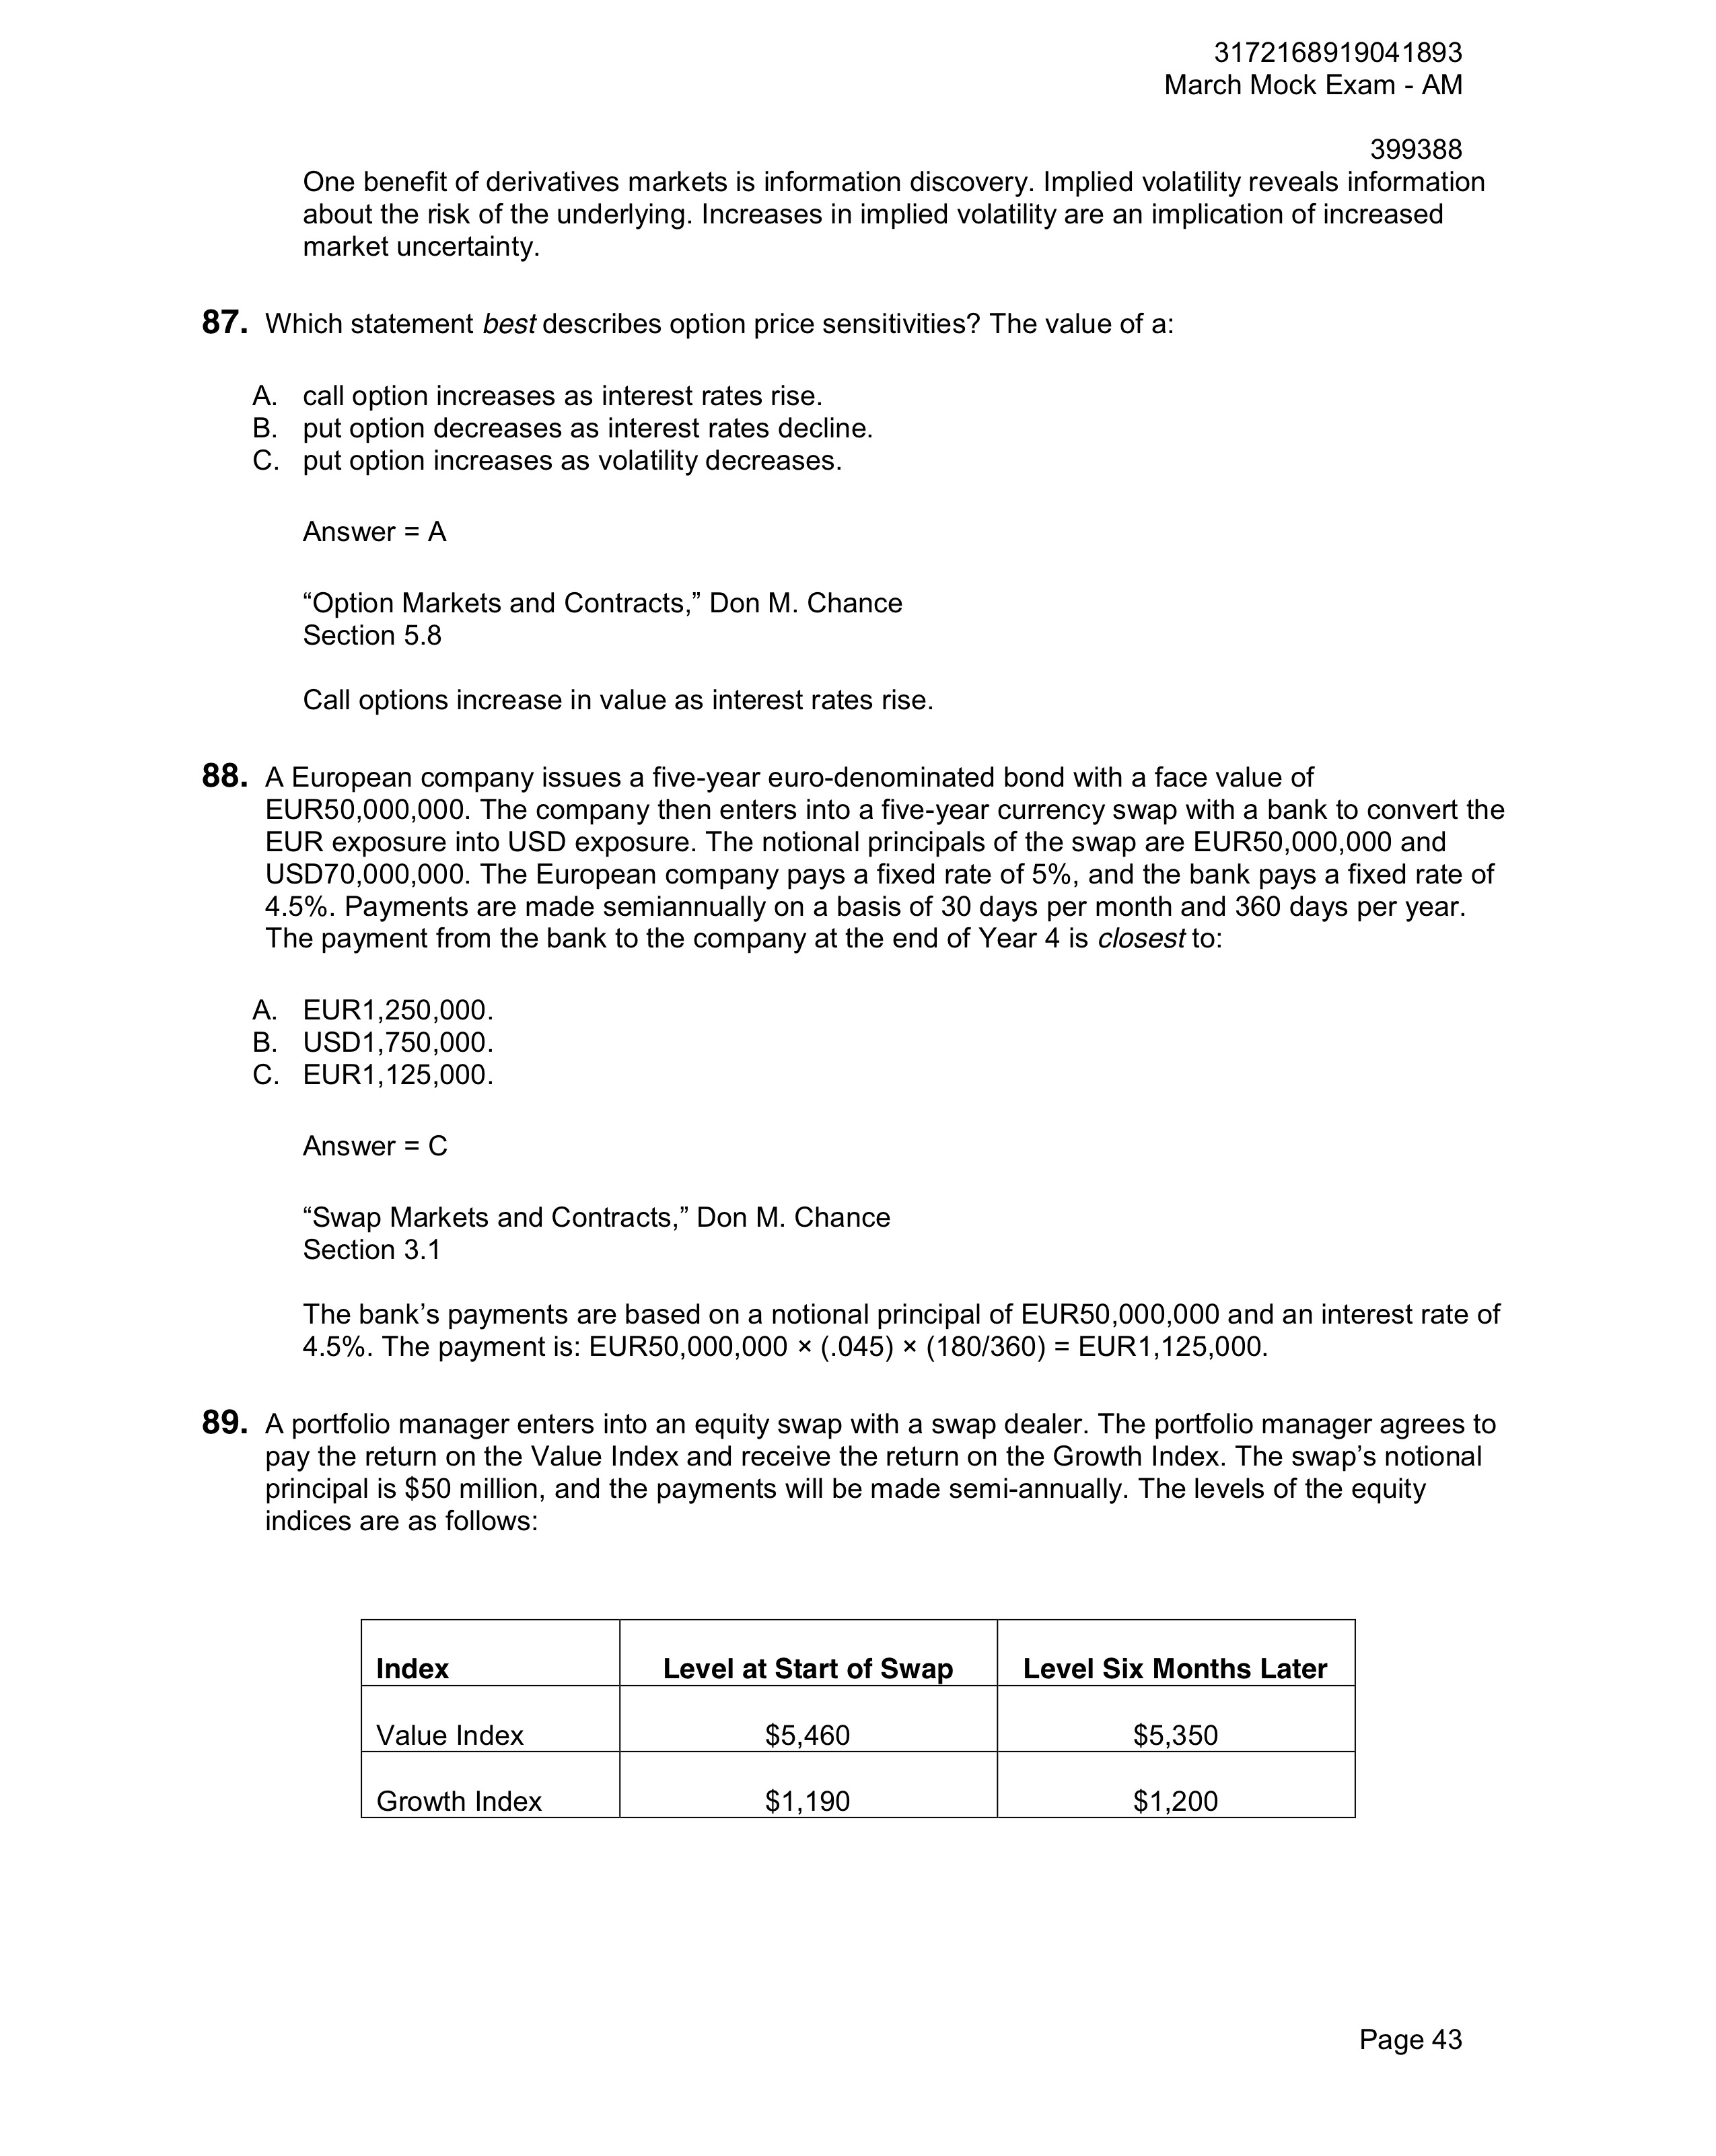 3172168919041893
March Mock Exam - AM
399388
One benefit of derivatives markets is information discovery. Implied volatility reveals information
about the risk of the underlying. Increases in implied volatility are an implication of increased
market uncertainty.
87. Which statement best describes option price sensitivities? The value of a:
A. call option increases as interest rates rise.
B. put option decreases as interest rates decline.
C. put option increases as volatility decreases.
Answer = A
“Option Markets and Contracts,” Don M. Chance
Section 5.8
Call options increase in value as interest rates rise.
88. A European company issues a five-year euro-denominated bond with a face value of
EUR50,000,000. The company then enters into a five-year currency swap with a bank to convert the
EUR exposure into USD exposure. The notional principals of the swap are EUR50,000,000 and
USD70,000,000. The European company pays a fixed rate of 5%, and the bank pays a fixed rate of
4.5%. Payments are made semiannually on a basis of 30 days per month and 360 days per year.
The payment from the bank to the company at the end of Year 4 is closest to:
A. EUR1,250,000.
B. USD1,750,000.
C. EUR1,125,000.
Answer = C
“Swap Markets and Contracts,” Don M. Chance
Section 3.1
The bank’s payments are based on a notional principal of EUR50,000,000 and an interest rate of
4.5%. The payment is: EUR50,000,000 × (.045) × (180/360) = EUR1,125,000.
89. A portfolio manager enters into an equity swap with a swap dealer. The portfolio manager agrees to
pay the return on the Value Index and receive the return on the Growth Index. The swap’s notional
principal is $50 million, and the payments will be made semi-annually. The levels of the equity
indices are as follows:
Index Level at Start of Swap Level Six Months Later
Value Index $5,460 $5,350
Growth Index $1,190 $1,200
Page 43